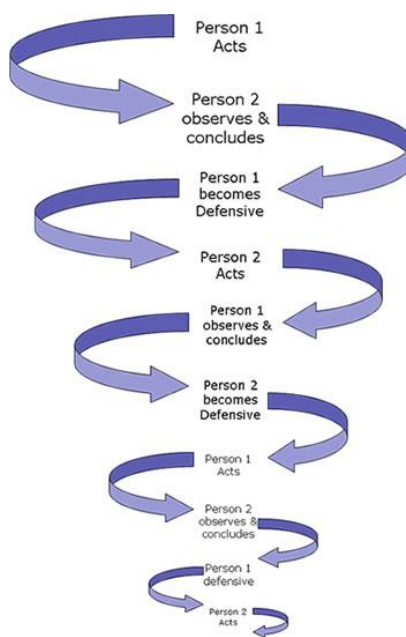 Person 1
Acts
Person 2
observes &
concludes
Person 1
becomes
Defensive
Person 2
Acts
Person 1
observes &
concludes
Person 2
becomes
Defensive
Person 1
Acts
Person 2
observes &
concludes
Person 1
defensive
Person 2
Acts